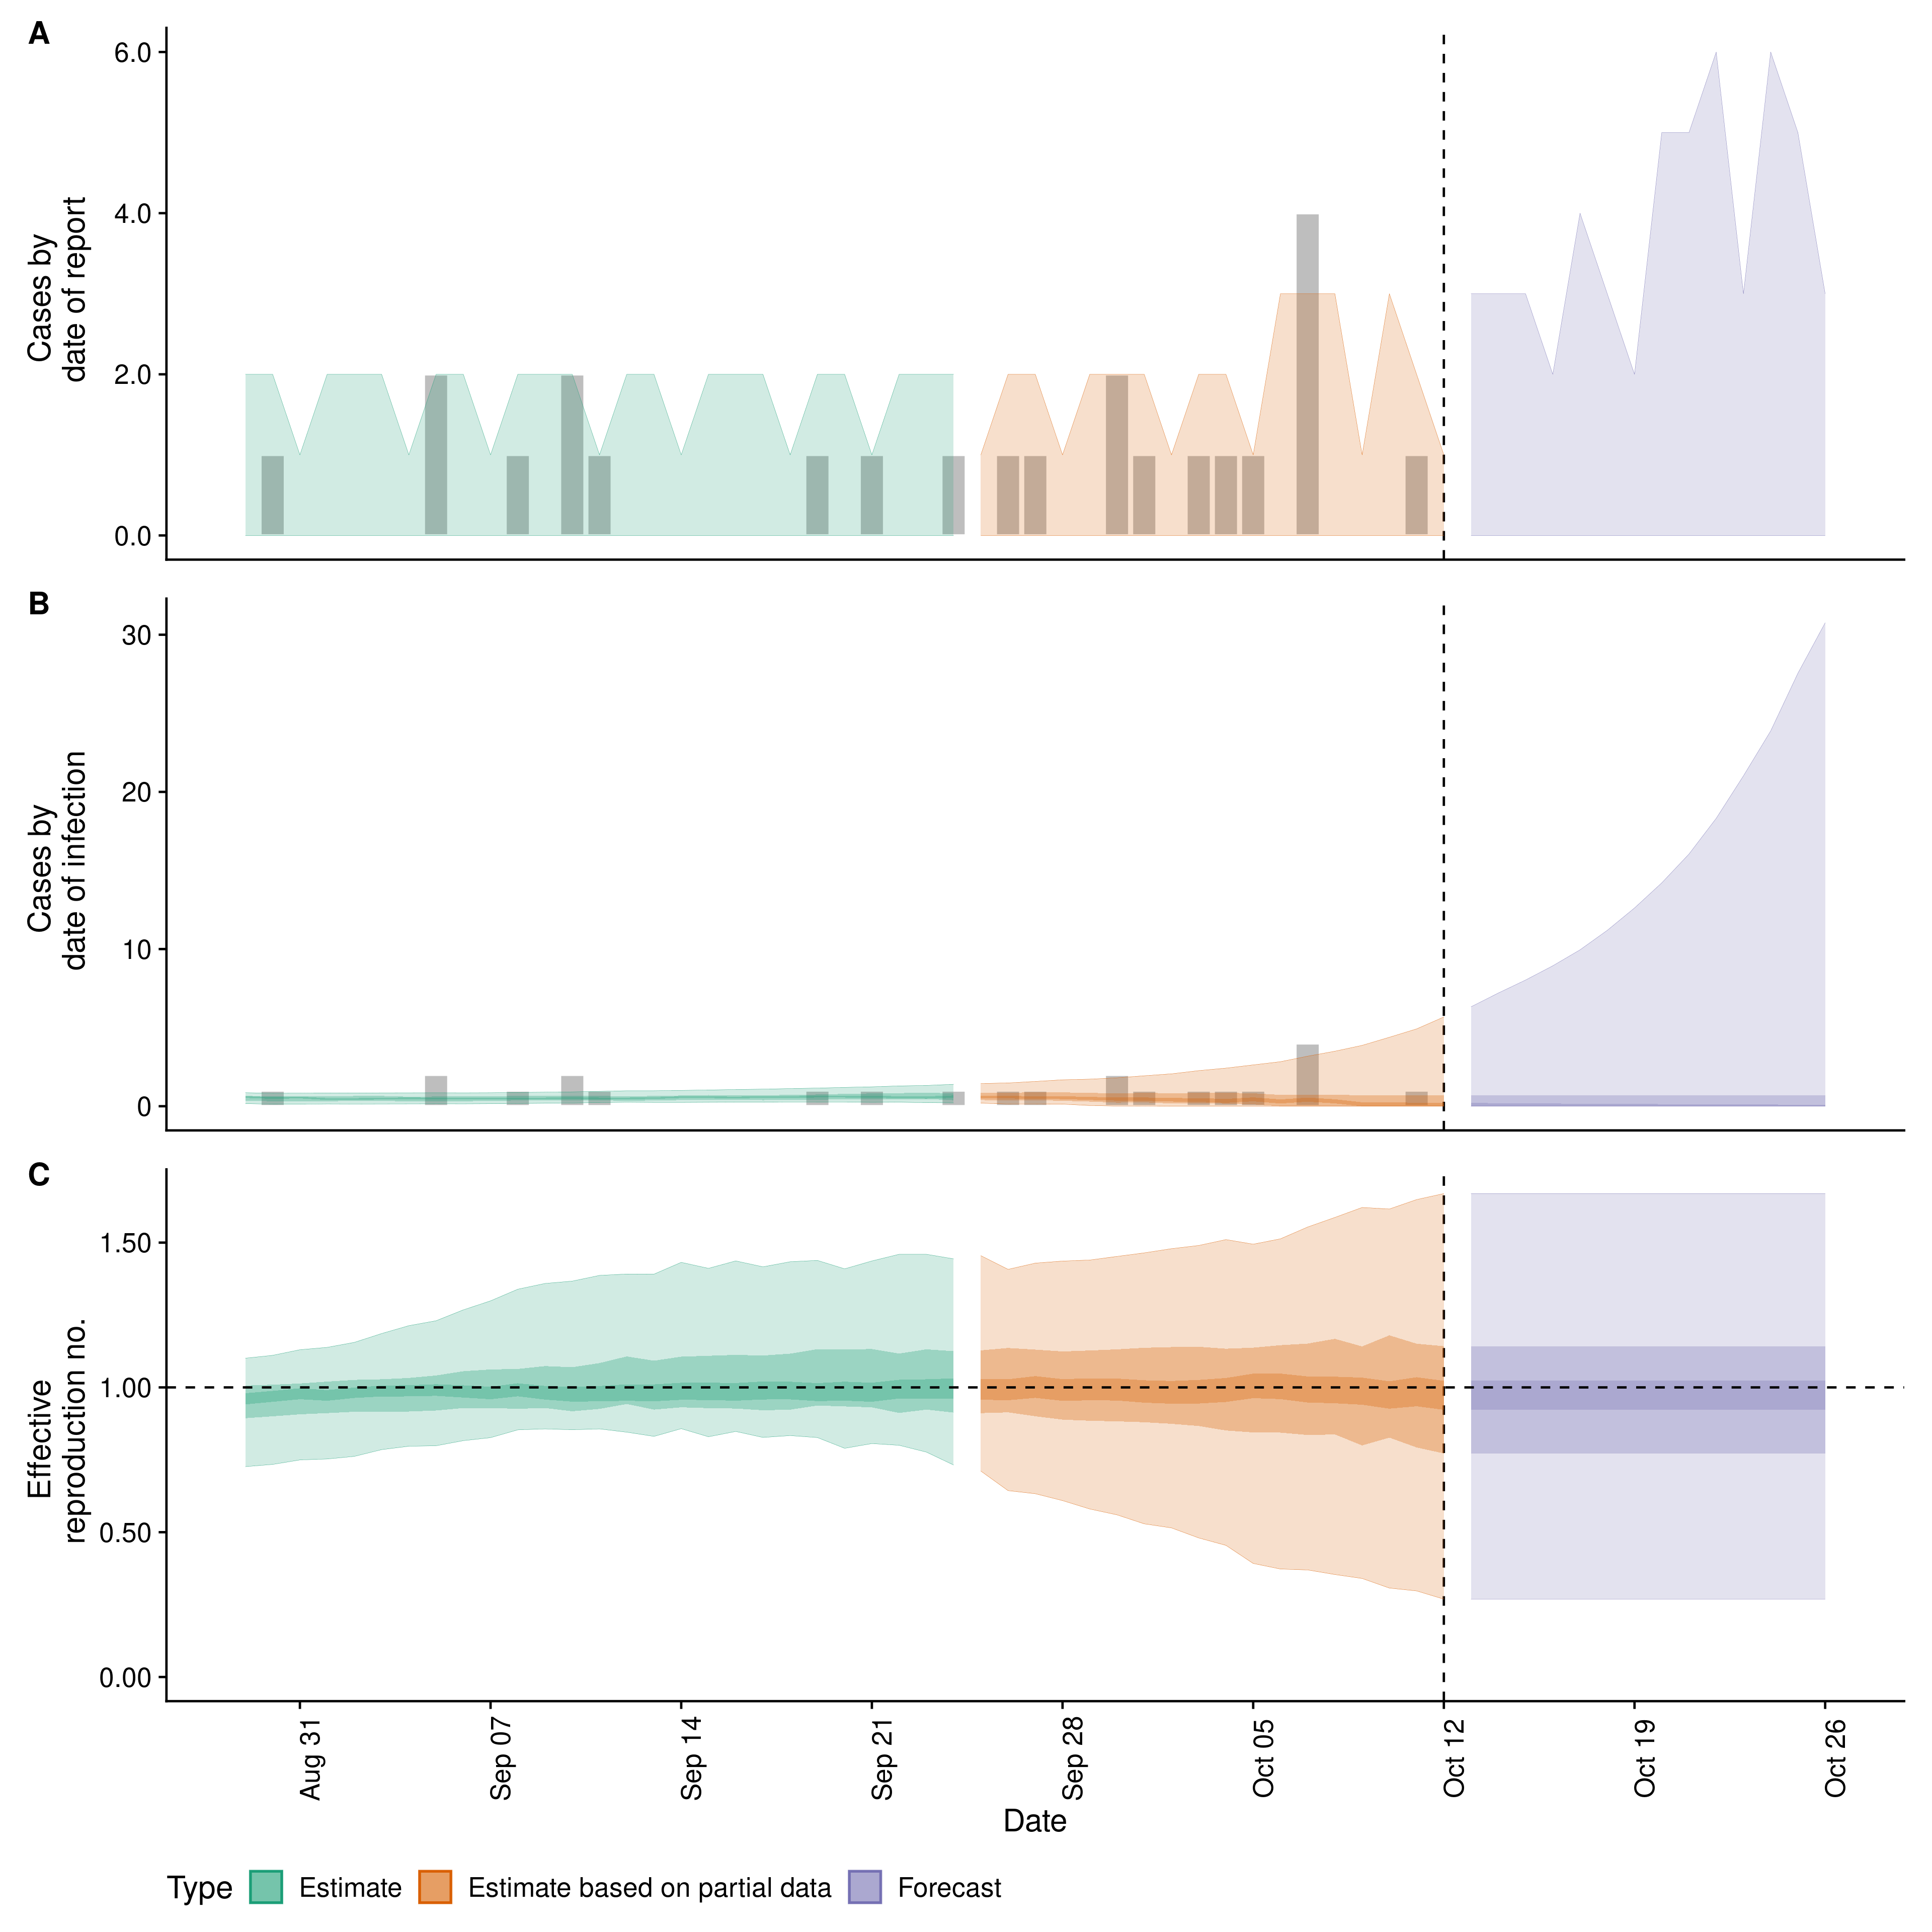 A
6.0
4.0
2.0
0.0
Cases by
date of report
B
30
20
10
0
Cases by
date of infection
C
1.50
1.00
0.50
0.00
Effective
reproduction no.
Aug 31
Sep 07
Sep 14
Sep 21
Sep 28
Oct 05
Oct 12
Oct 19
Oct 26
Date
Type Estimate Estimate based on partial data Forecast